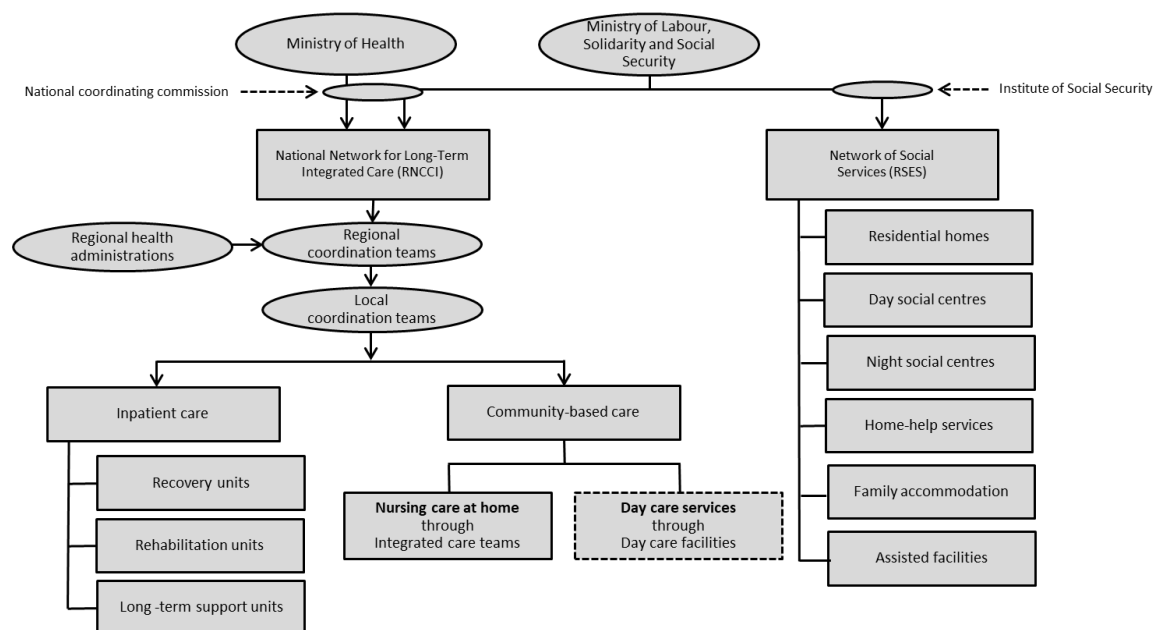 Ministry of Health
Ministry of Labour,
Solidarity and Social
Security
National coordinating commission
Institute of Social Security
National Network for Long-Term
Integrated Care (RNCCI)
Network of Social
Services (RSES)
Regional health
administrations
Regional
coordination teams
Local
coordination teams
Inpatient care
Recovery units
Rehabilitation units
Long -term support units
Community-based care
Nursing care at home
through
Integrated care teams
Day care services
through
Day care facilities
Residential homes
Day social centres
Night social centres
Home-help services
Family accommodation
Assisted facilities